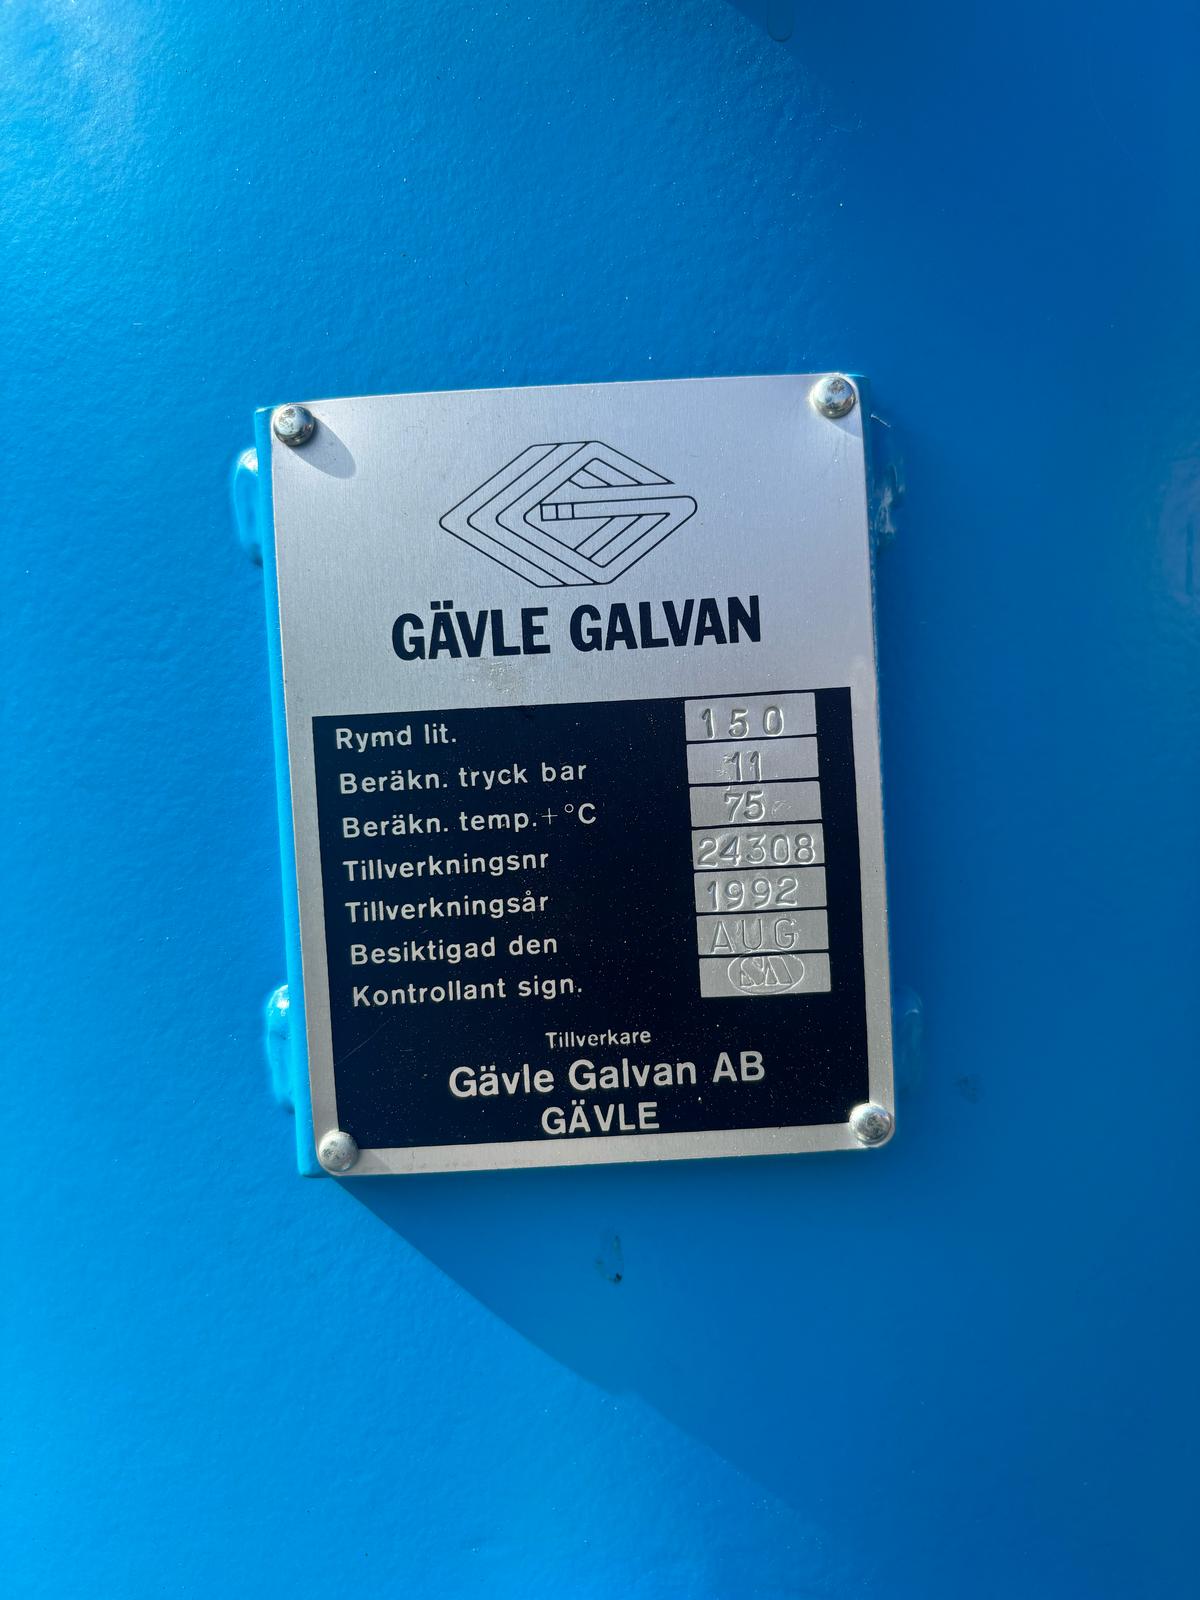 GÄVLE GALVAN
Rymd lit. 150
Beräkn. tryck bar 11
Beräkn. temp.+°C 75
Tillverkningsnr 24308
Tillverkningsår 1992
Besiktigad den AUG
Kontrollant sign.
Tillverkare
Gävle Galvan AB
GÄVLE